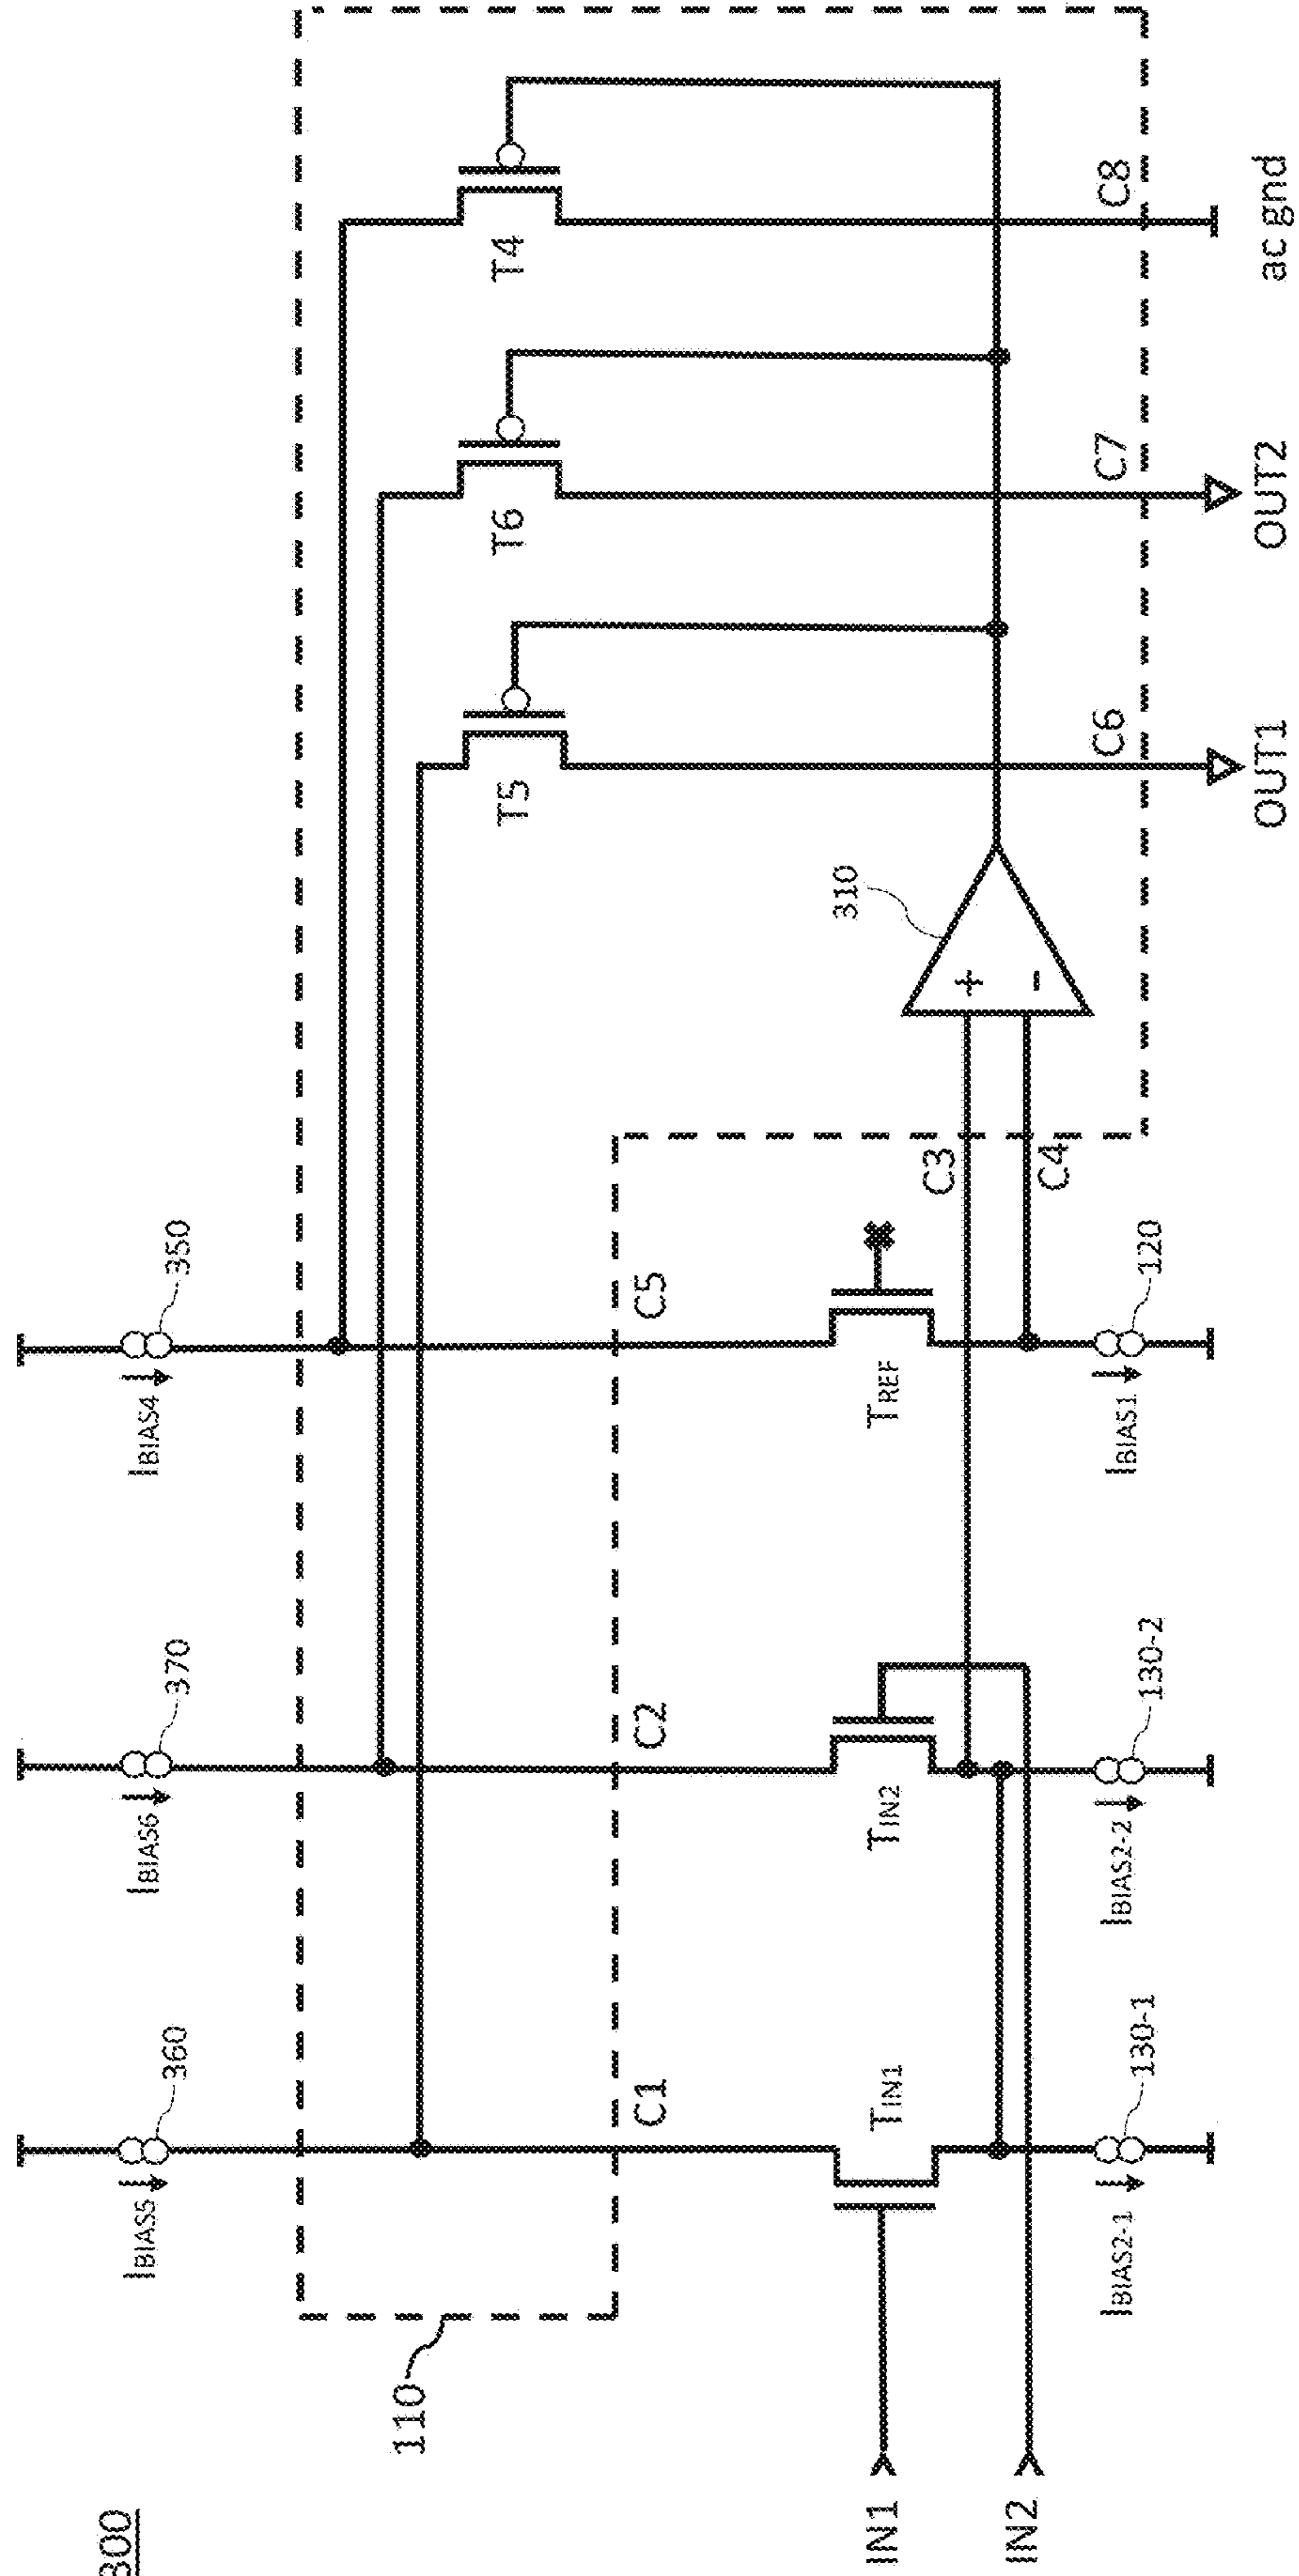 300
110
IBIAS5
360
IBIAS6
370
IBIAS4
350
C1
C2
C5
TIN1
TIN2
TREF
C3
C4
IBIAS2-1
130-1
IBIAS2-2
130-2
IBIAS1
120
IN1
IN2
310
+
-
T5
T6
T4
C6
C7
C8
OUT1
OUT2
ac gnd